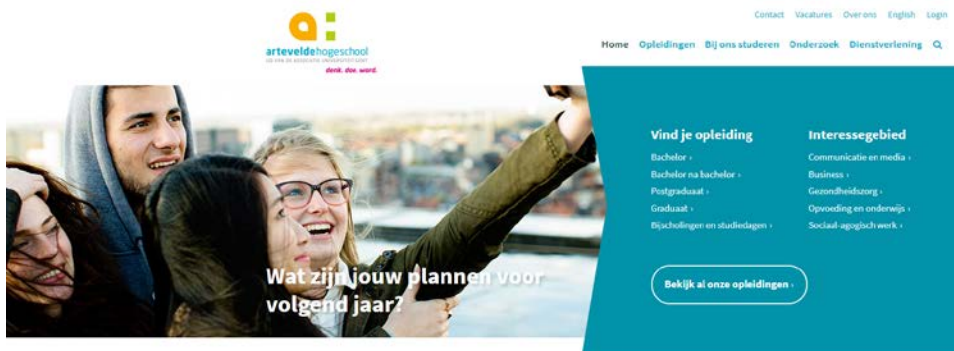 Contact Vacatures Over ons English Login
arteveldehogeschool
denk. doe. word.
Home Opleidingen Bij ons studeren Onderzoek Dienstverlening
Vind je opleiding
Bachelor ›
Bachelor na bachelor ›
Postgraduaat ›
Graduaat ›
Bijscholingen en studiedagen ›
Interessegebied
Communicatie en media ›
Business ›
Gezondheidszorg ›
Opvoeding en onderwijs ›
Sociaal-agogisch werk ›
Wat zijn jouw plannen voor
volgend jaar?
Bekijk al onze opleidingen ›